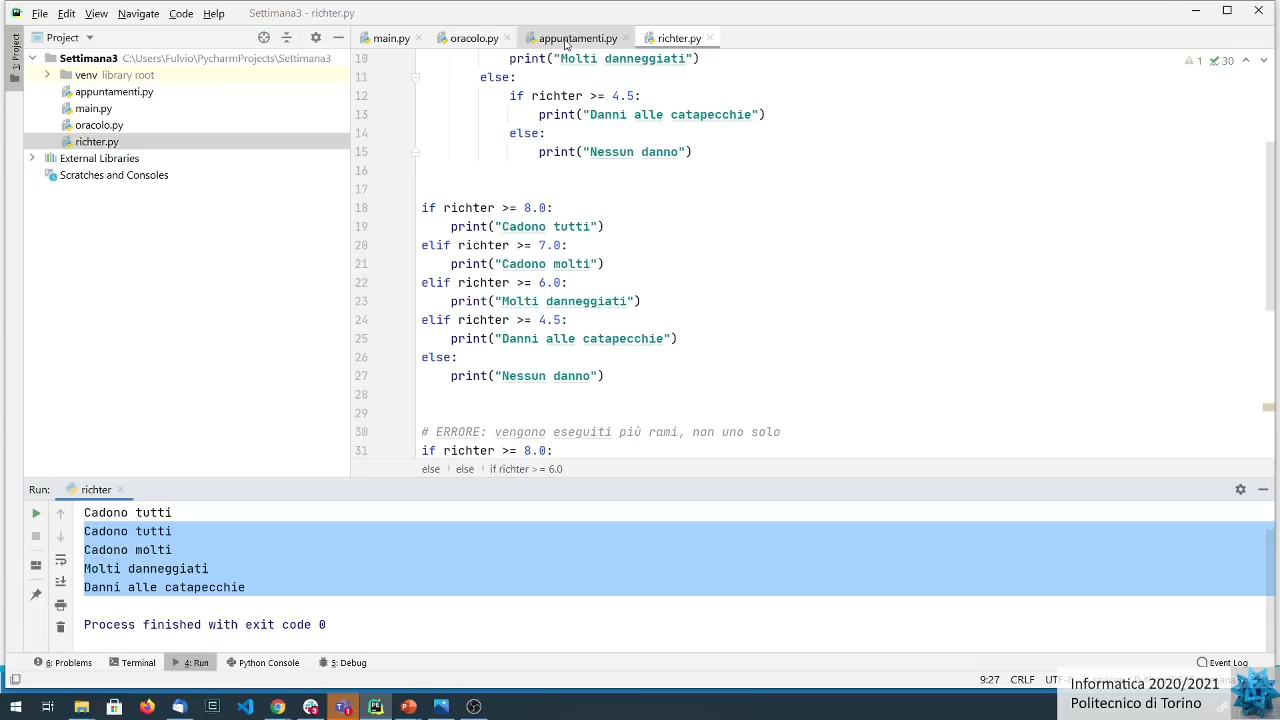 File Edit View Navigate Code Help Settimana3 - richter.py
Project
main.py oracolo.py appuntamenti.py richter.py
Project
Settimana3 C:\Users\Fulvio\PycharmProjects\Settimana3
venv library root
appuntamenti.py
main.py
oracolo.py
richter.py
External Libraries
Scratches and Consoles
1 30
10 print("Molti danneggiati")
11 else:
12 if richter >= 4.5:
13 print("Danni alle catapecchie")
14 else:
15 print("Nessun danno")
16
17
18 if richter >= 8.0:
19 print("Cadono tutti")
20 elif richter >= 7.0:
21 print("Cadono molti")
22 elif richter >= 6.0:
23 print("Molti danneggiati")
24 elif richter >= 4.5:
25 print("Danni alle catapecchie")
26 else:
27 print("Nessun danno")
28
29
30 # ERRORE: vengono eseguiti più rami, non uno solo
31 if richter >= 8.0:
else › else › if richter >= 6.0
Run: richter
Cadono tutti
Cadono tutti
Cadono molti
Molti danneggiati
Danni alle catapecchie
Process finished with exit code 0
6: Problems Terminal 4: Run Python Console 5: Debug Event Log
9:27 CRLF
Informatica 2020/2021
Politecnico di Torino